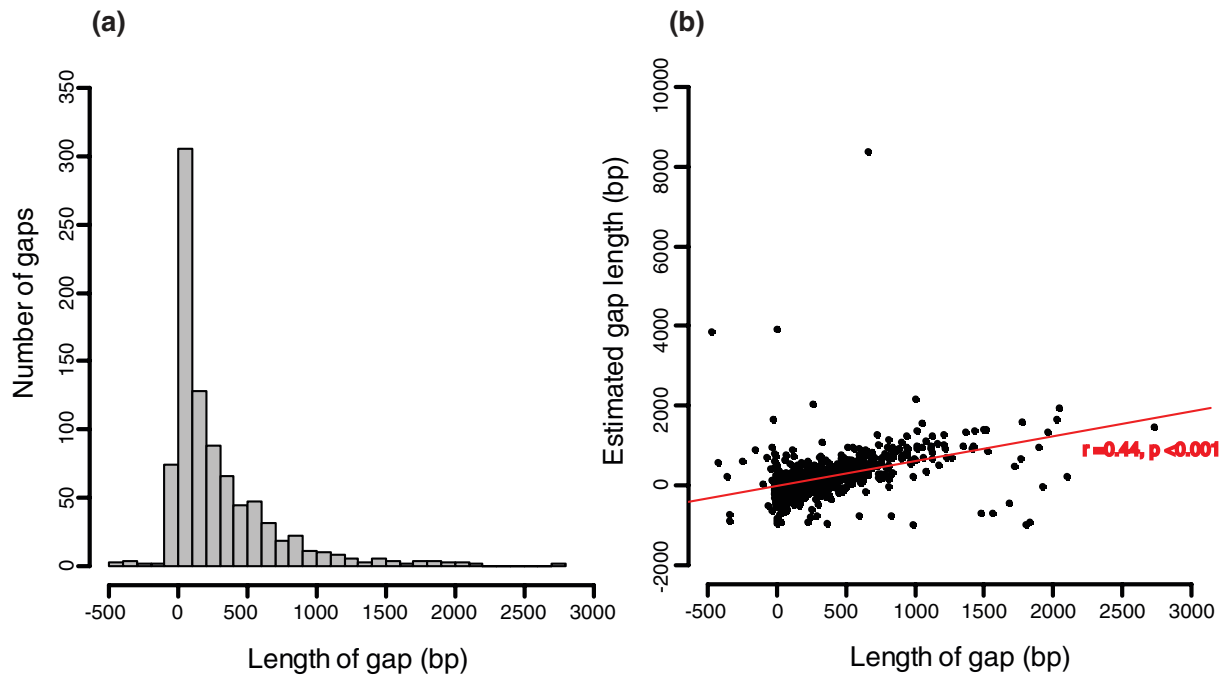 (a)
350
300
250
200
150
100
50
0
Number of gaps
-500 0 500 1000 1500 2000 2500 3000
Length of gap (bp)
(b)
10000
8000
6000
4000
2000
0
-2000
Estimated gap length (bp)
r =0.44, p <0.001
-500 0 500 1000 1500 2000 2500 3000
Length of gap (bp)